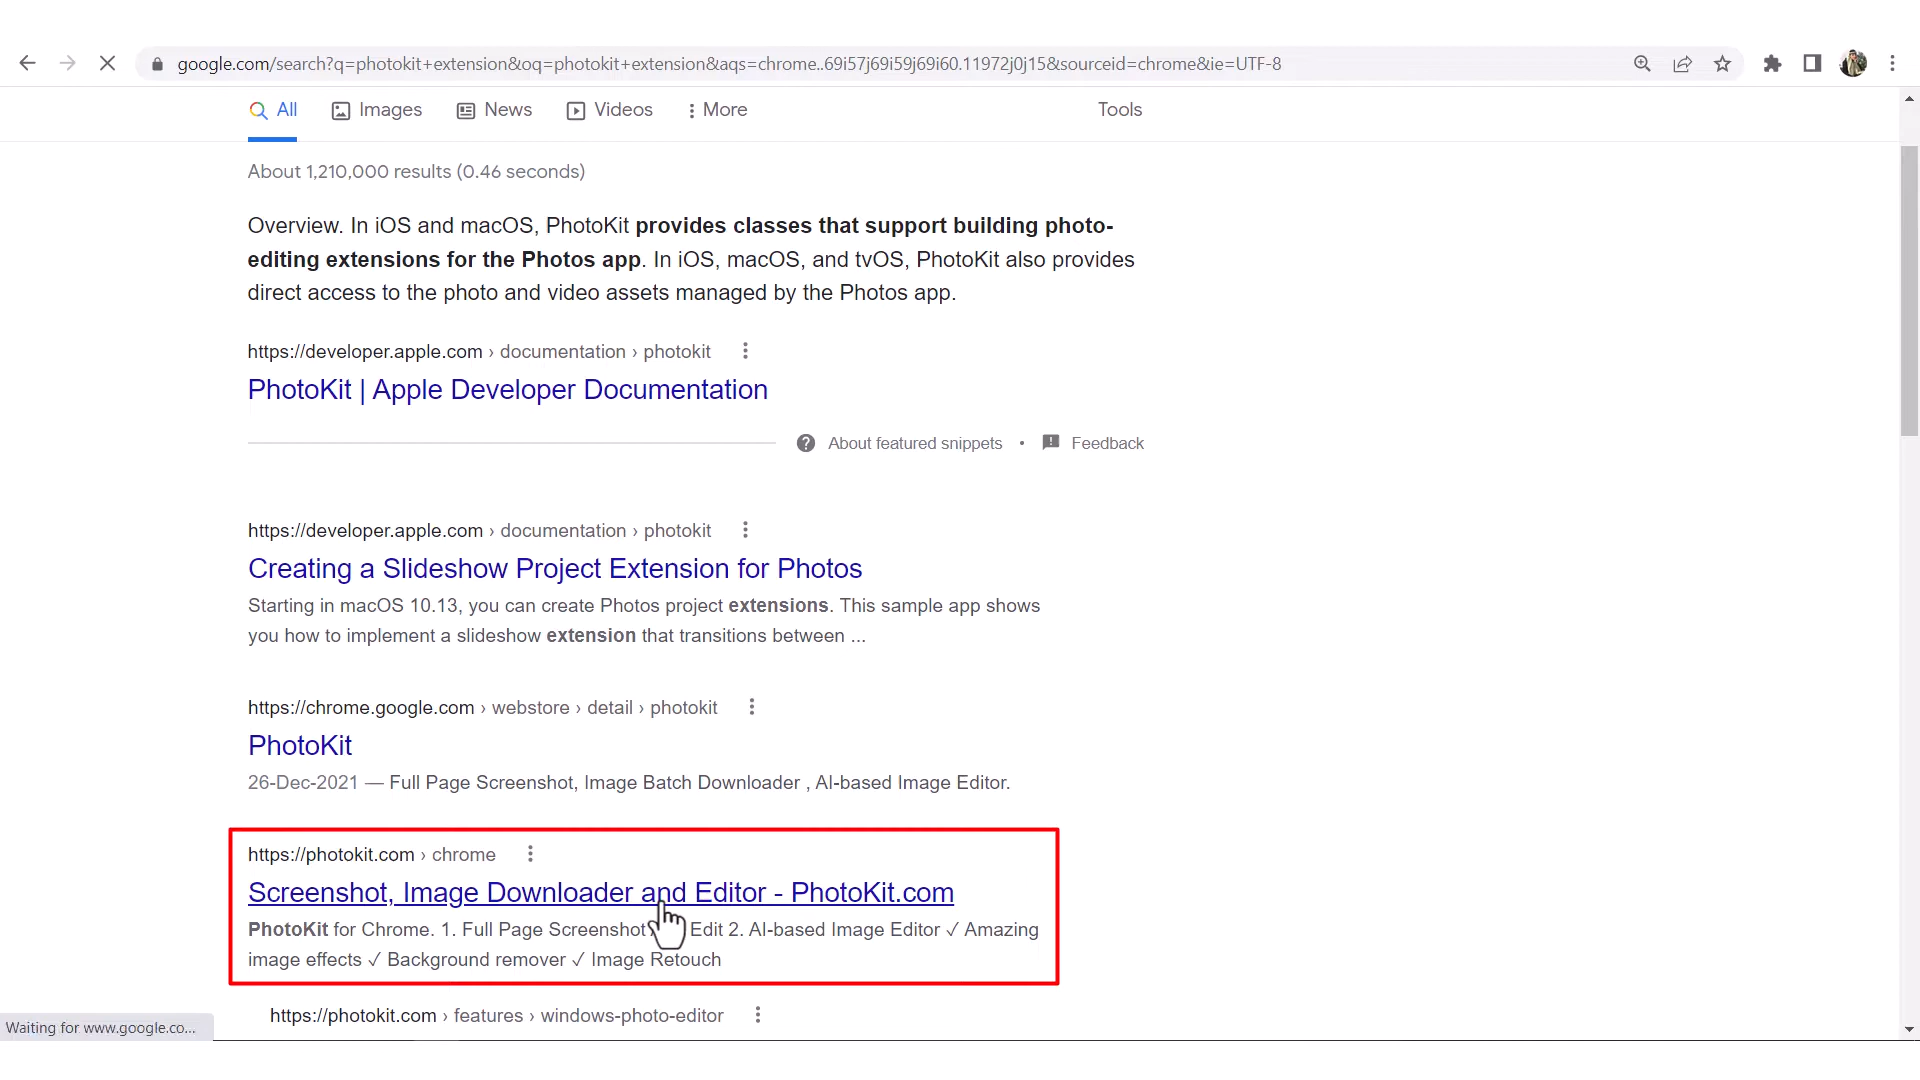 google.com/search?q=photokit+extension&oq=photokit+extension&aqs=chrome..69i57j69i59j69i60.11972j0j15&sourceid=chrome&ie=UTF-8
All Images News Videos More Tools
About 1,210,000 results (0.46 seconds)
Overview. In iOS and macOS, PhotoKit provides classes that support building photo-
editing extensions for the Photos app. In iOS, macOS, and tvOS, PhotoKit also provides
direct access to the photo and video assets managed by the Photos app.
https://developer.apple.com › documentation › photokit
PhotoKit | Apple Developer Documentation
About featured snippets • Feedback
https://developer.apple.com › documentation › photokit
Creating a Slideshow Project Extension for Photos
Starting in macOS 10.13, you can create Photos project extensions. This sample app shows
you how to implement a slideshow extension that transitions between ...
https://chrome.google.com › webstore › detail › photokit
PhotoKit
26-Dec-2021 — Full Page Screenshot, Image Batch Downloader , AI-based Image Editor.
https://photokit.com › chrome
Screenshot, Image Downloader and Editor - PhotoKit.com
PhotoKit for Chrome. 1. Full Page Screenshot Edit 2. AI-based Image Editor ✓ Amazing
image effects ✓ Background remover ✓ Image Retouch
https://photokit.com › features › windows-photo-editor
Waiting for www.google.co...